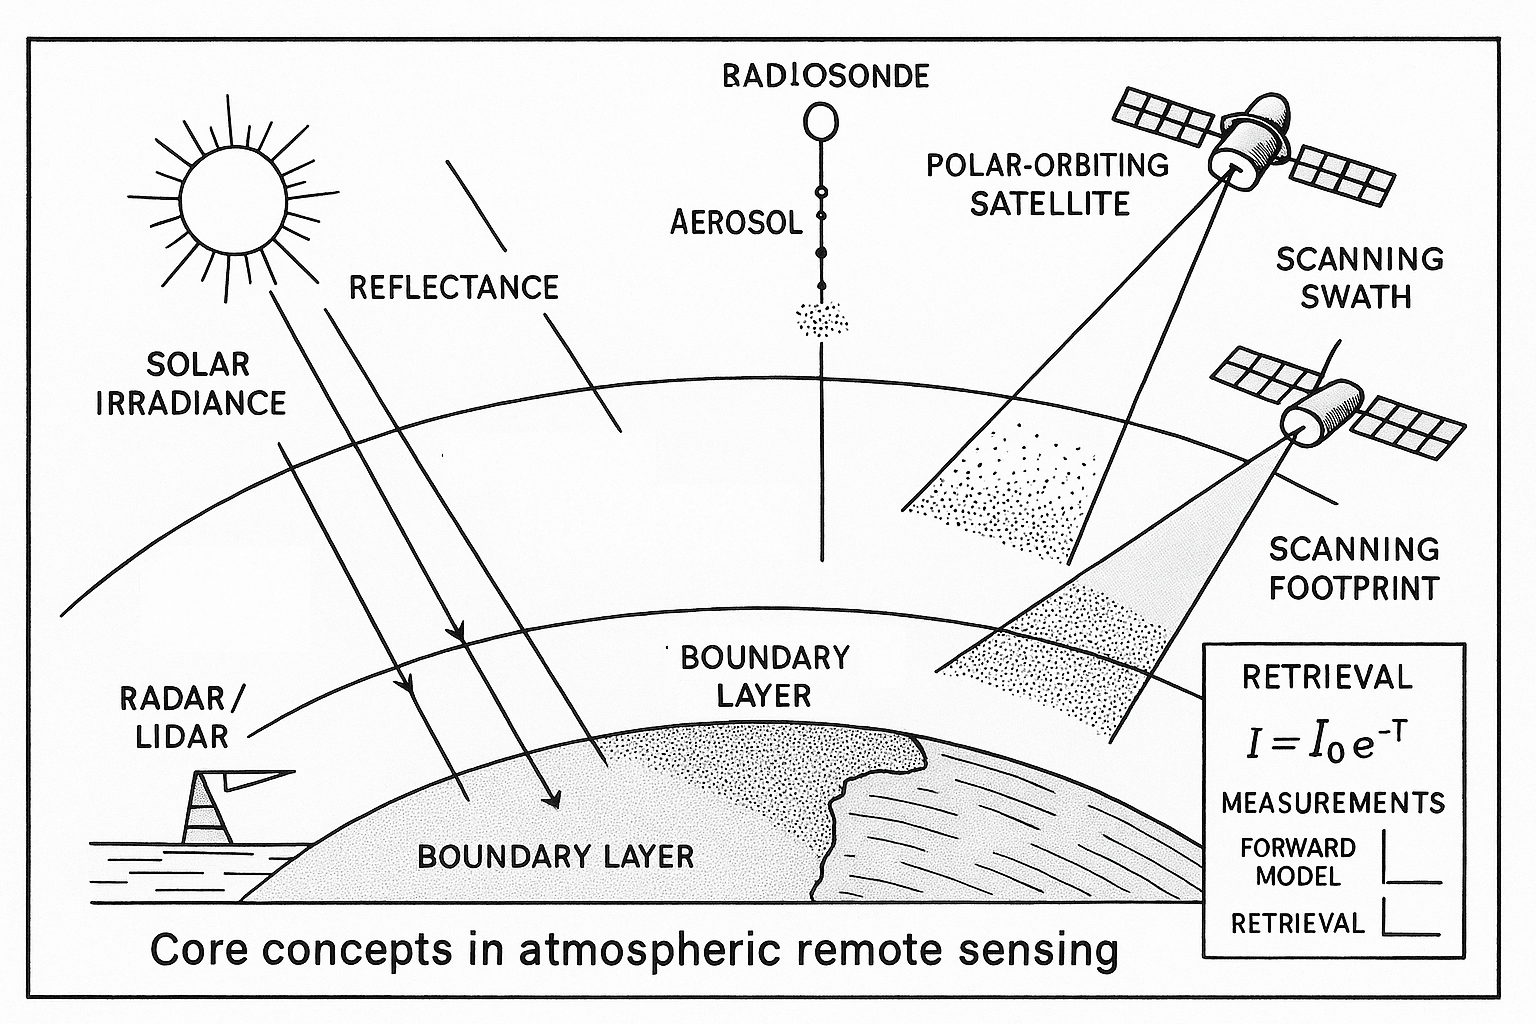 RADIOSONDE
POLAR-ORBITING
SATELLITE
AEROSOL
SCANNING
SWATH
REFLECTANCE
SOLAR
IRRADIANCE
SCANNING
FOOTPRINT
BOUNDARY
LAYER
RADAR/
LIDAR
RETRIEVAL
I = I₀ e⁻ᵀ
MEASUREMENTS
FORWARD
MODEL
RETRIEVAL
BOUNDARY LAYER
Core concepts in atmospheric remote sensing